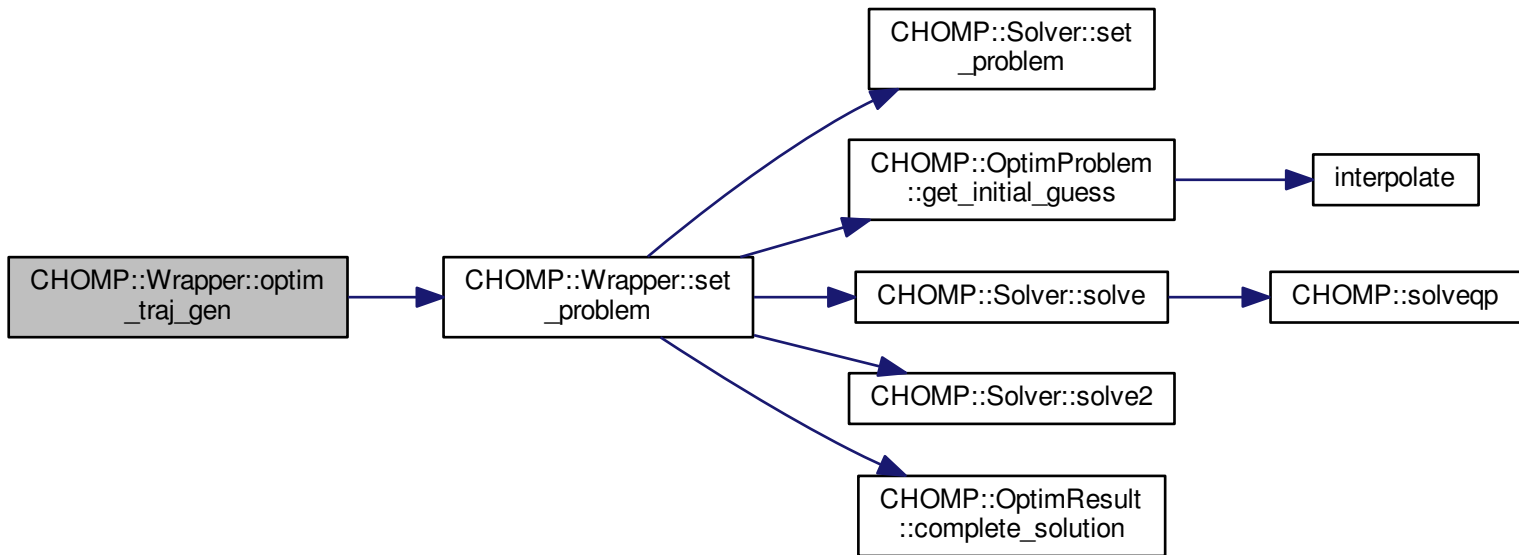 CHOMP::Wrapper::optim
_traj_gen
CHOMP::Wrapper::set
_problem
CHOMP::Solver::set
_problem
CHOMP::OptimProblem
::get_initial_guess
interpolate
CHOMP::Solver::solve
CHOMP::solveqp
CHOMP::Solver::solve2
CHOMP::OptimResult
::complete_solution